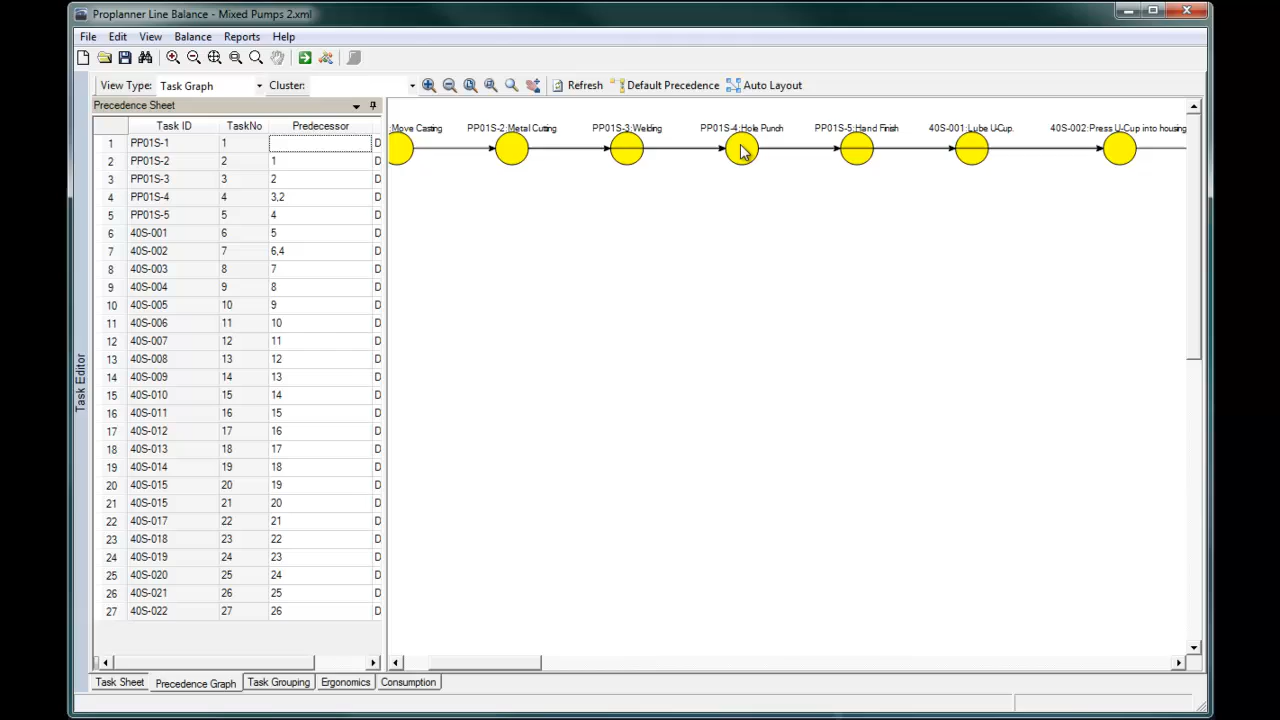 Proplanner Line Balance - Mixed Pumps 2.xml
File Edit View Balance Reports Help
View Type: Task Graph Cluster: Refresh Default Precedence Auto Layout
Precedence Sheet
Task ID TaskNo Predecessor
1 PP01S-1 1 D
2 PP01S-2 2 1 D
3 PP01S-3 3 2 D
4 PP01S-4 4 3,2 D
5 PP01S-5 5 4 D
6 40S-001 6 5 D
7 40S-002 7 6,4 D
8 40S-003 8 7 D
9 40S-004 9 8 D
10 40S-005 10 9 D
11 40S-006 11 10 D
12 40S-007 12 11 D
13 40S-008 13 12 D
14 40S-009 14 13 D
15 40S-010 15 14 D
16 40S-011 16 15 D
17 40S-012 17 16 D
18 40S-013 18 17 D
19 40S-014 19 18 D
20 40S-015 20 19 D
21 40S-015 21 20 D
22 40S-017 22 21 D
23 40S-018 23 22 D
24 40S-019 24 23 D
25 40S-020 25 24 D
26 40S-021 26 25 D
27 40S-022 27 26 D
Move Casting PP01S-2:Metal Cutting PP01S-3:Welding PP01S-4:Hole Punch PP01S-5:Hand Finish 40S-001:Lube U-Cup. 40S-002:Press U-Cup into housing
Task Editor
Task Sheet Precedence Graph Task Grouping Ergonomics Consumption